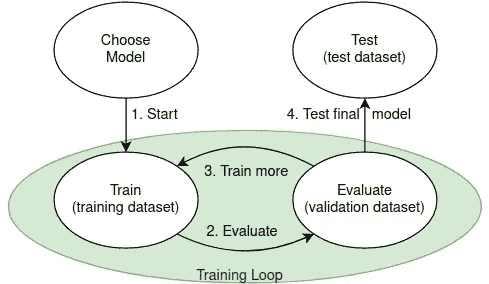 Choose
Model
Test
(test dataset)
1. Start
4. Test final model
3. Train more
Train
(training dataset)
Evaluate
(validation dataset)
2. Evaluate
Training Loop